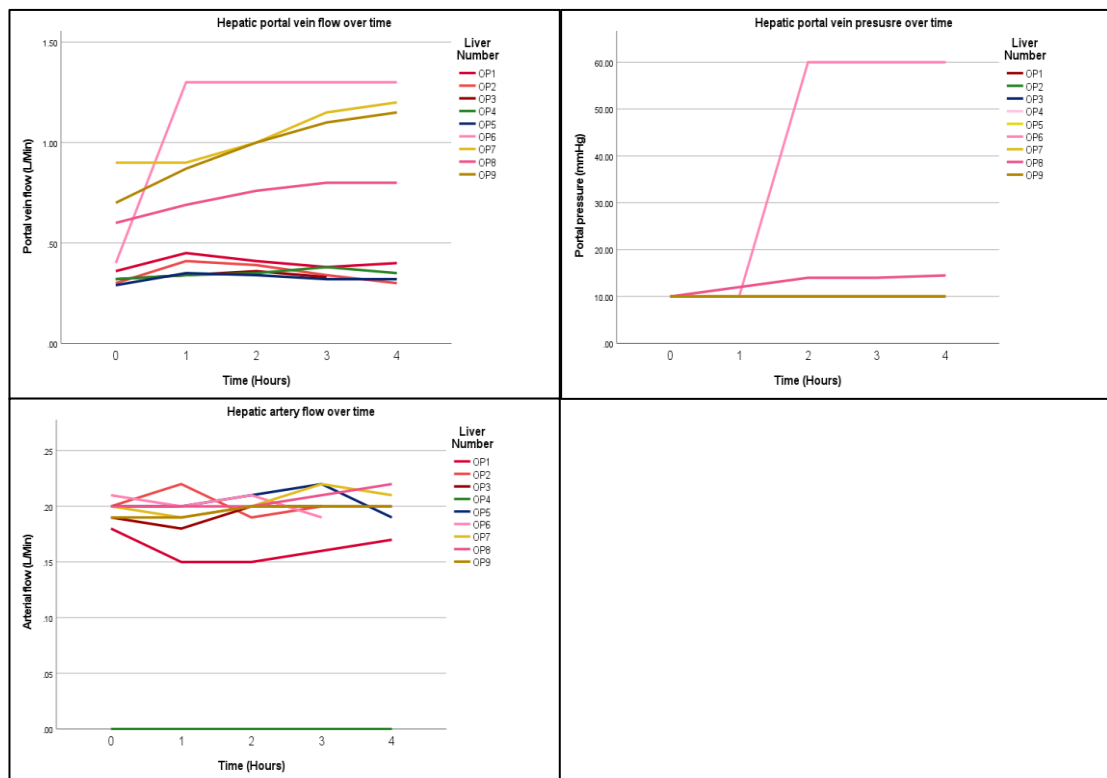 Hepatic portal vein flow over time
Liver
Number
OP1
OP2
OP3
OP4
OP5
OP6
OP7
OP8
OP9
1.50
1.00
.50
.00
Portal vein flow (L/Min)
0 1 2 3 4
Time (Hours)
Hepatic portal vein presusre over time
Liver
Number
OP1
OP2
OP3
OP4
OP5
OP6
OP7
OP8
OP9
60.00
50.00
40.00
30.00
20.00
10.00
.00
Portal pressure (mmHg)
0 1 2 3 4
Time (Hours)
Hepatic artery flow over time
Liver
Number
OP1
OP2
OP3
OP4
OP5
OP6
OP7
OP8
OP9
.25
.20
.15
.10
.05
.00
Arterial flow (L/Min)
0 1 2 3 4
Time (Hours)